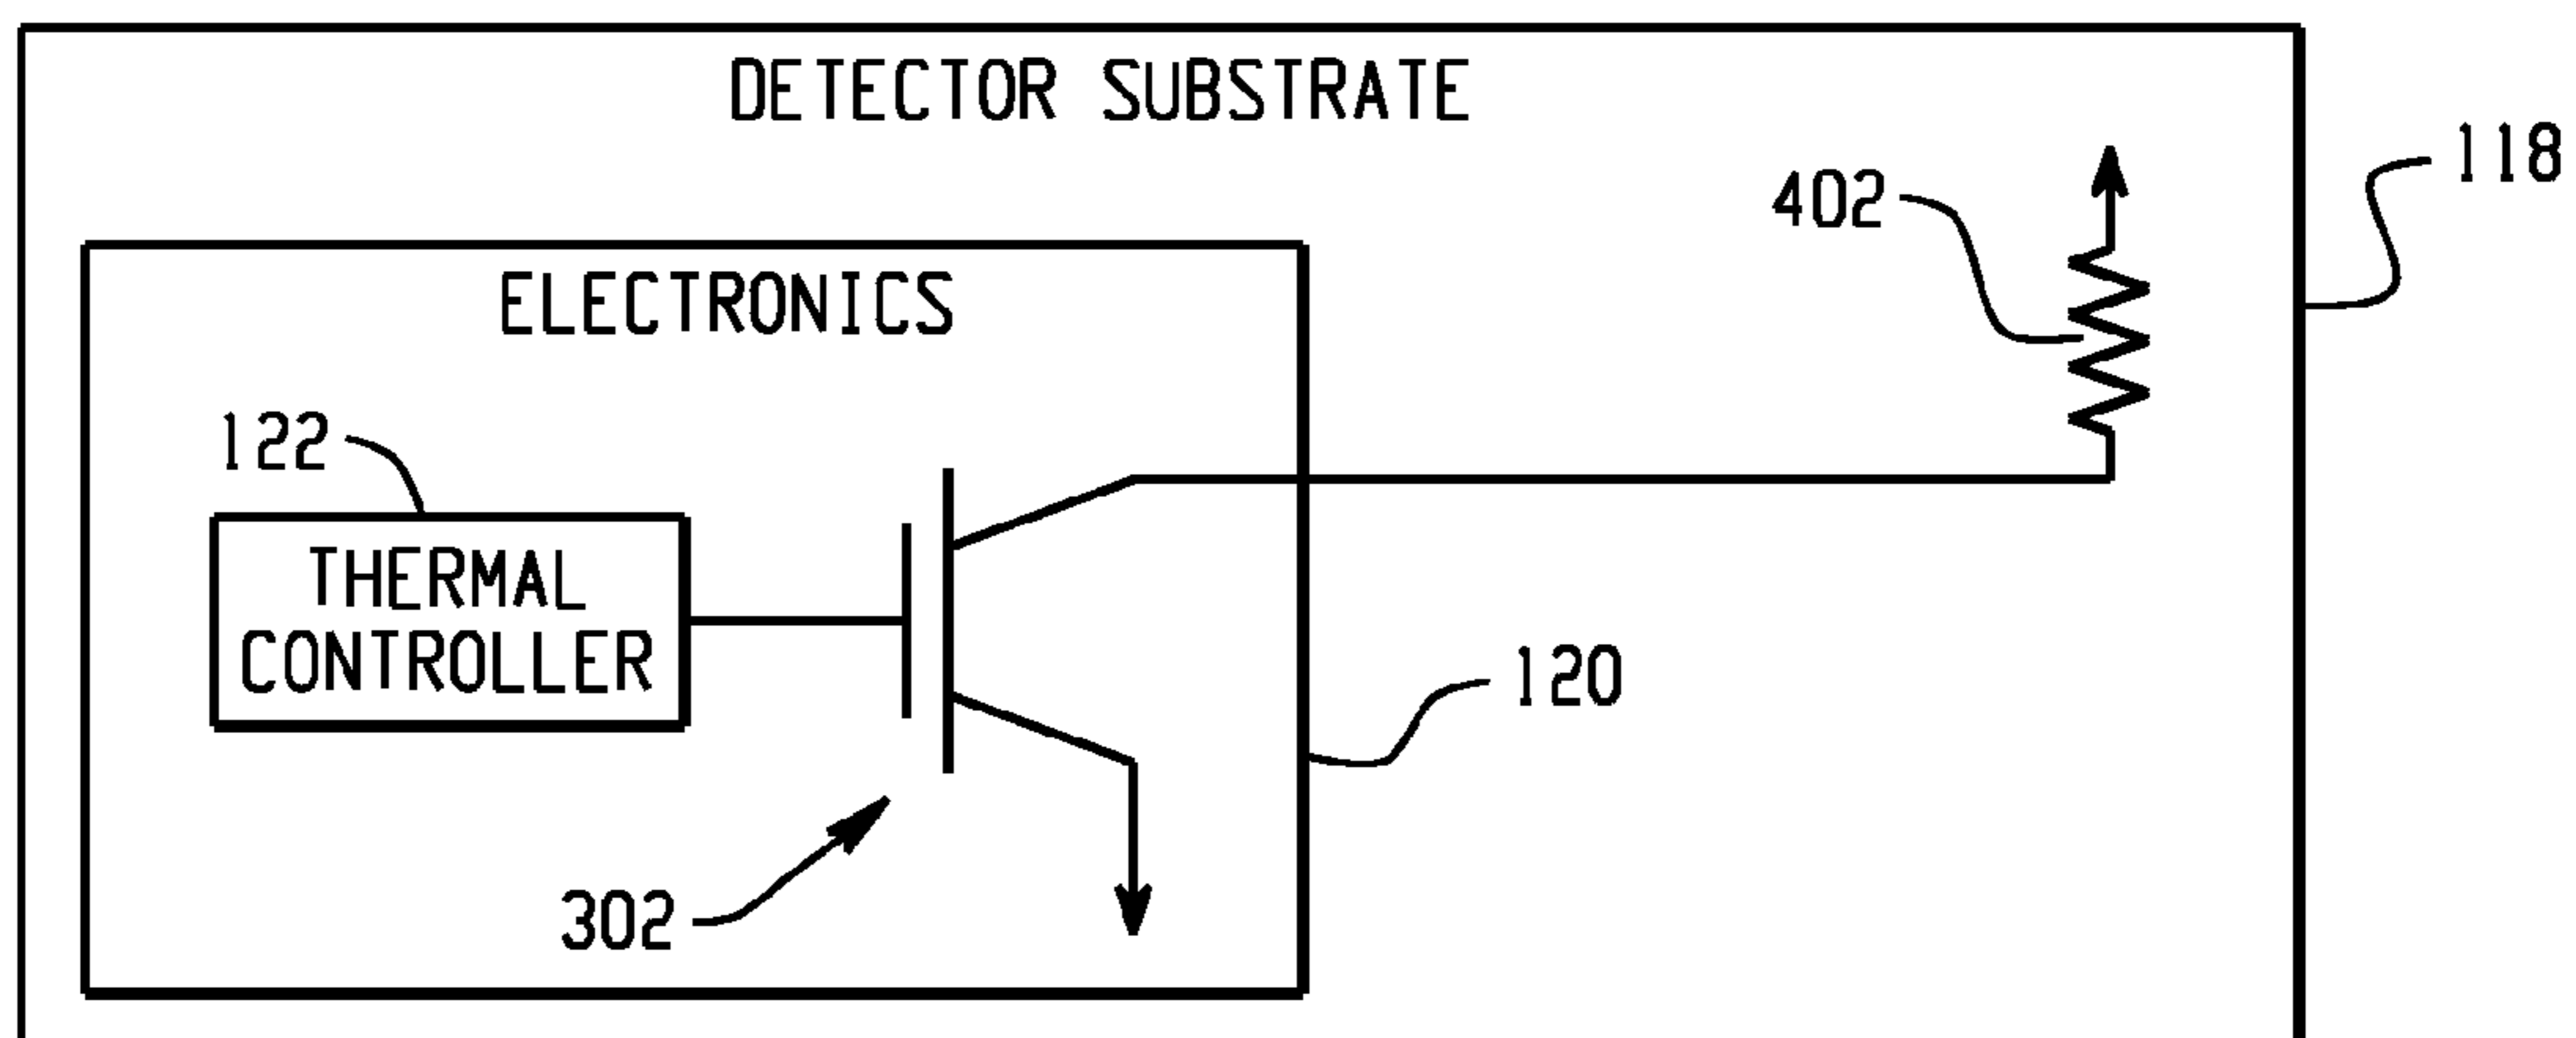 DETECTOR SUBSTRATE
118
402
ELECTRONICS
122
THERMAL
CONTROLLER
120
302